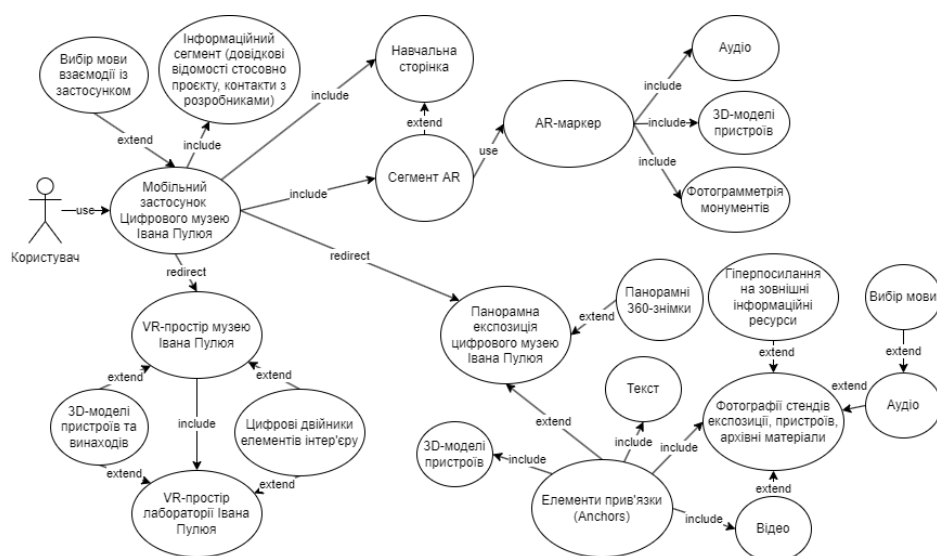 Вибір мови
взаємодії із
застосунком
Інформаційний
сегмент (довідкові
відомості стосовно
проєкту, контакти з
розробниками)
Навчальна
сторінка
Аудіо
include
include
AR-маркер
include
3D-моделі
пристроїв
extend
include
extend
use
include
include
Сегмент AR
Фотограмметрія
монументів
Мобільний
застосунок
Цифрового музею
Івана Пулюя
use
Користувач
redirect
redirect
VR-простір музею
Івана Пулюя
Панорамна
експозиція
цифрового музею
Івана Пулюя
extend
Панорамні
360-знімки
Гіперпосилання
на зовнішні
інформаційні
ресурси
Вибір мови
extend
extend
extend
extend
3D-моделі
пристроїв та
винаходів
include
Цифрові двійники
елементів інтер'єру
extend
Текст
Фотографії стендів
експозиції, пристроїв,
архівні матеріали
extend
Аудіо
extend
extend
3D-моделі
пристроїв
include
include
include
VR-простір
лабораторії Івана
Пулюя
Елементи прив'язки
(Anchors)
extend
include
Відео